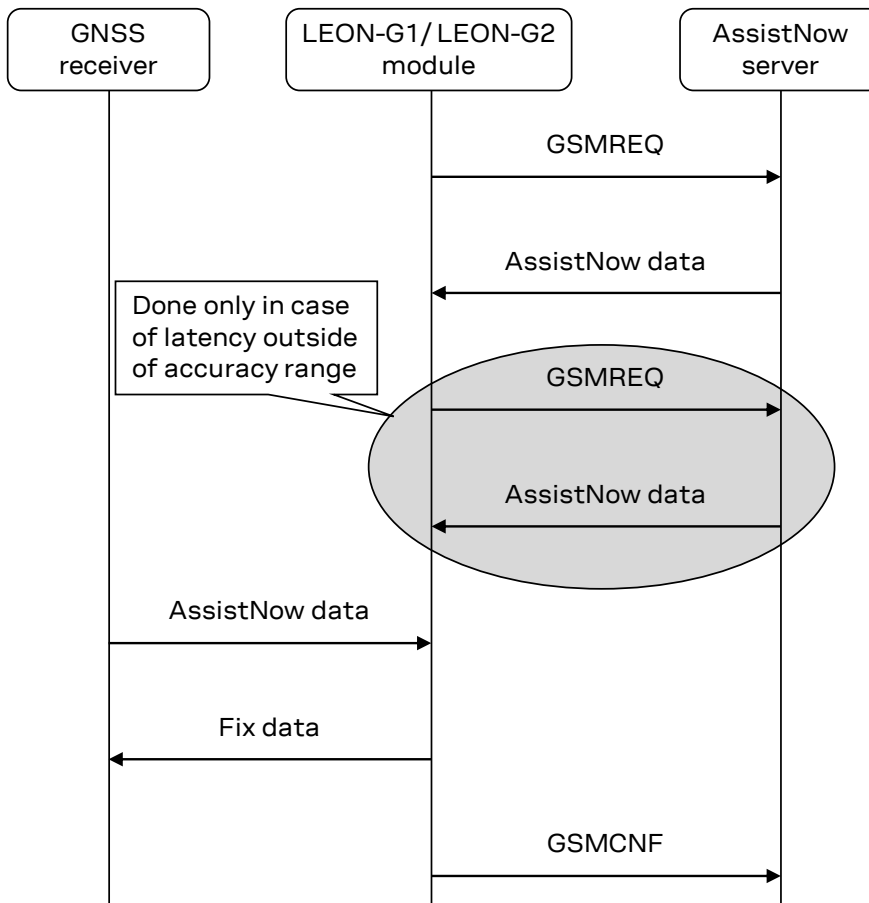 GNSS
receiver
LEON-G1/LEON-G2
module
AssistNow
server
GSMREQ
AssistNow data
Done only in case
of latency outside
of accuracy range
GSMREQ
AssistNow data
AssistNow data
Fix data
GSMCNF